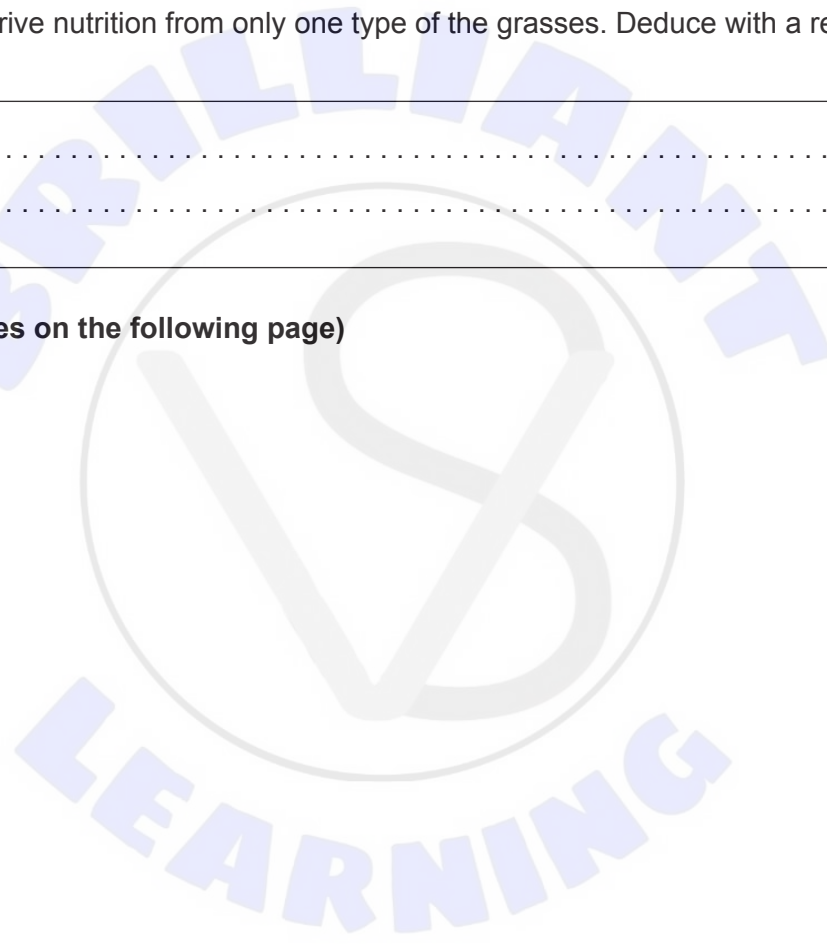 rive nutrition from only one type of the grasses. Deduce with a re
. . . . . . . . . . . . . . . . . . . . . . . . . . . . . . . . . . . . . . . . . . . . . . . . . . .
. . . . . . . . . . . . . . . . . . . . . . . . . . . . . . . . . . . . . . . . . . . . . . . . . . .
es on the following page)
BRILLIANT
VS
LEARNING